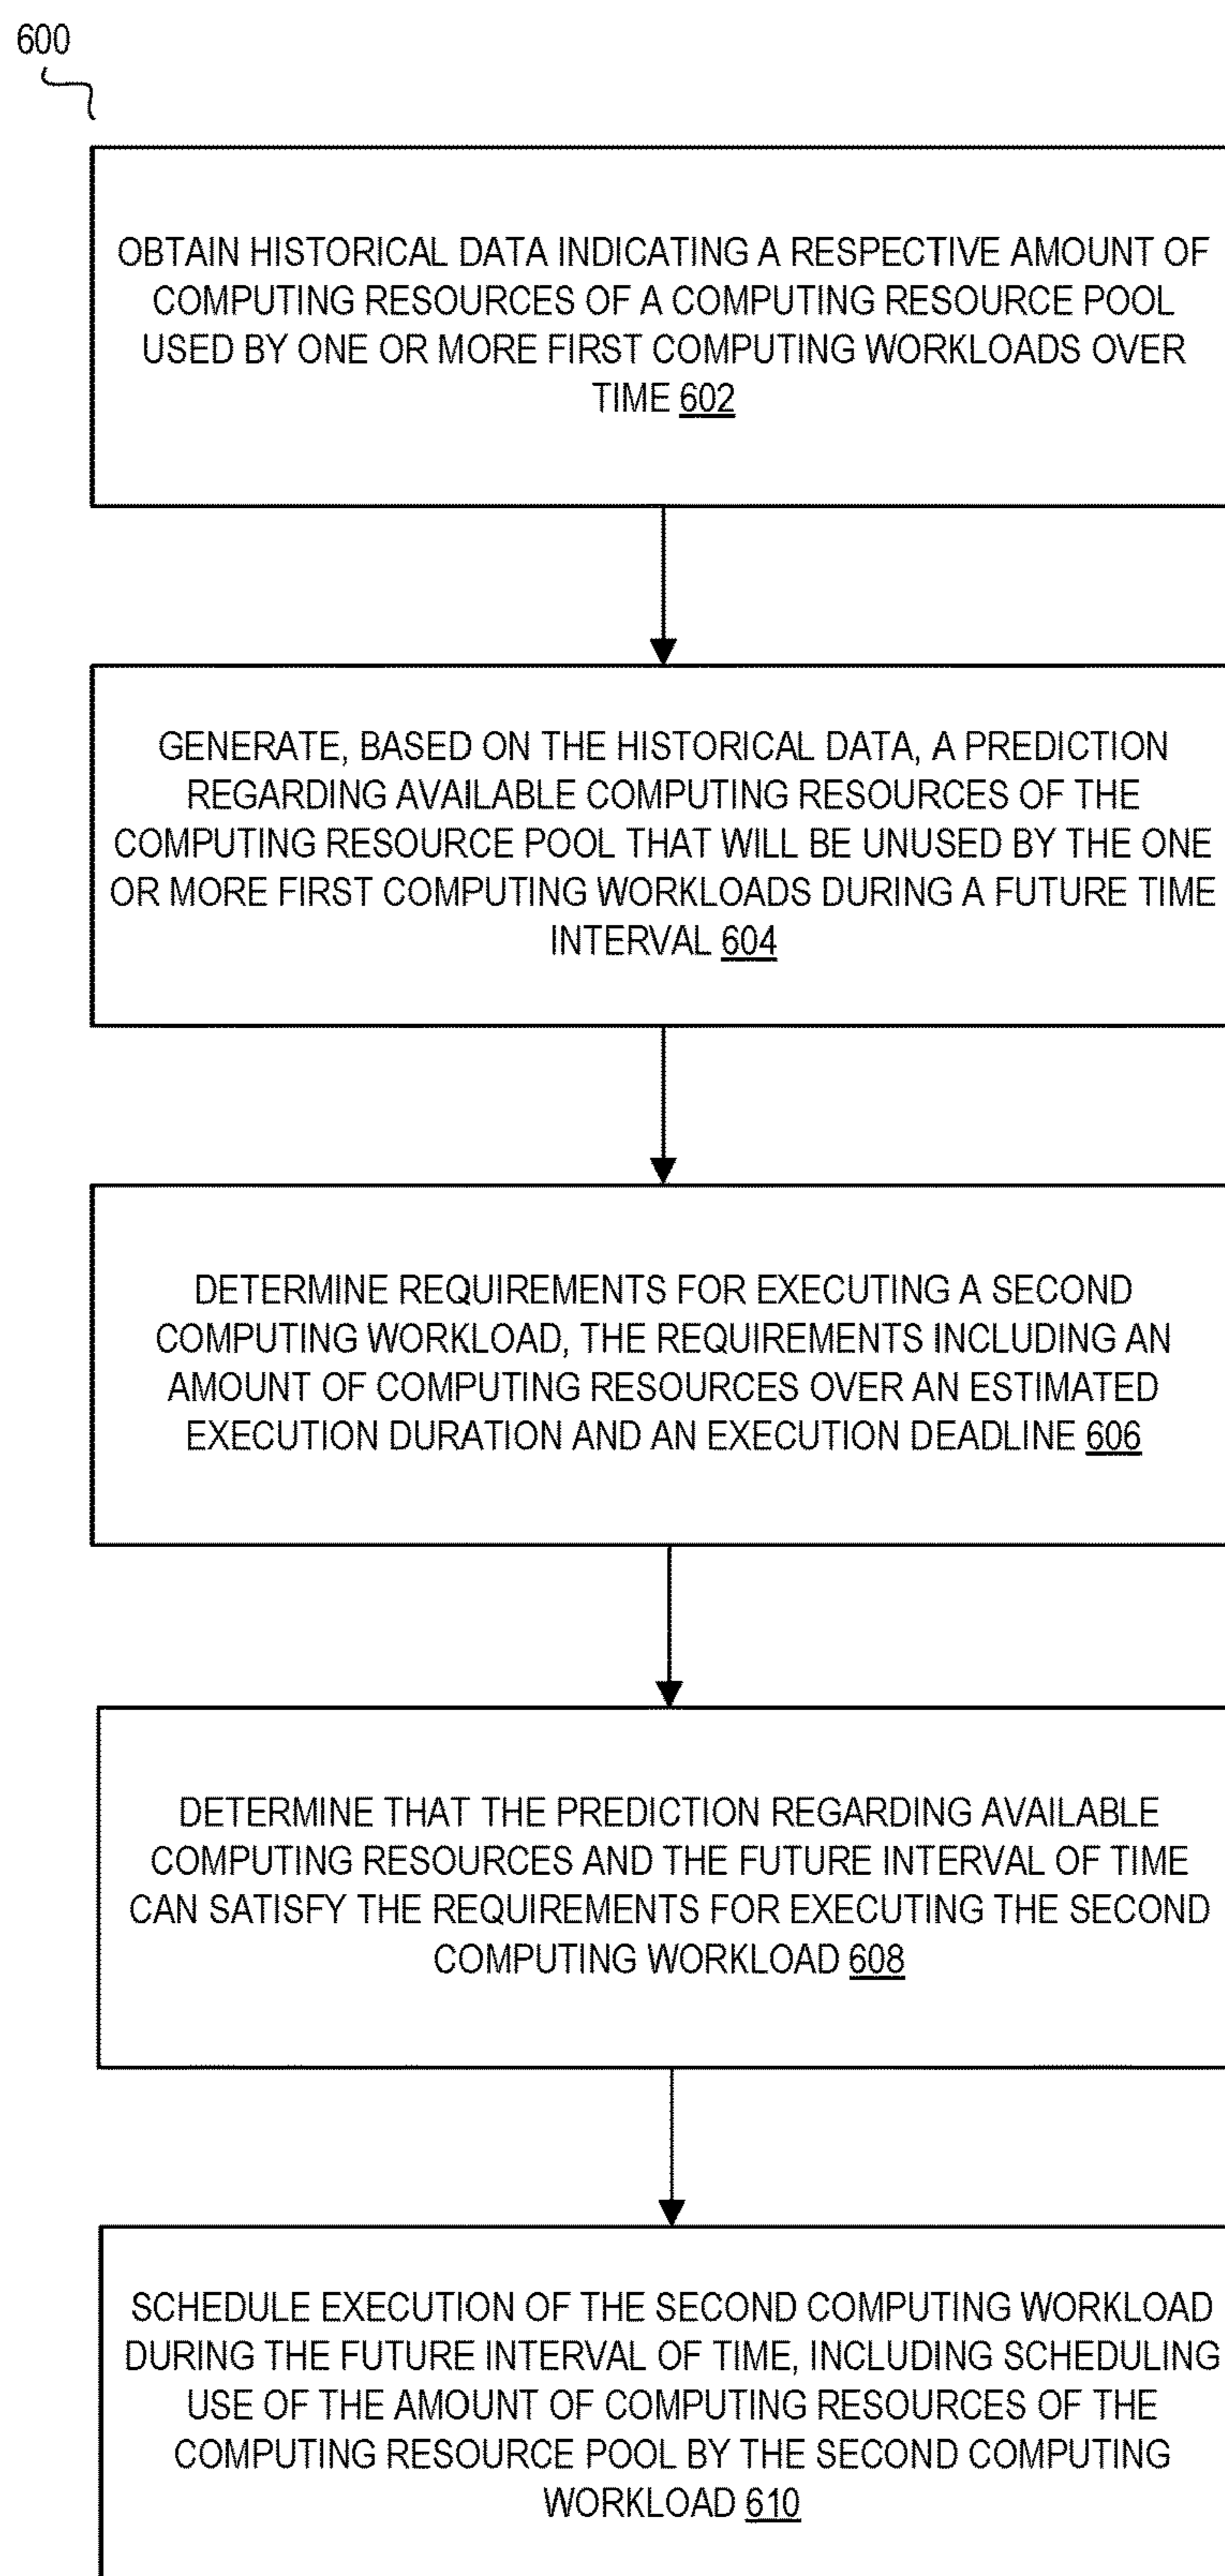 600
OBTAIN HISTORICAL DATA INDICATING A RESPECTIVE AMOUNT OF
COMPUTING RESOURCES OF A COMPUTING RESOURCE POOL
USED BY ONE OR MORE FIRST COMPUTING WORKLOADS OVER
TIME 602
GENERATE, BASED ON THE HISTORICAL DATA, A PREDICTION
REGARDING AVAILABLE COMPUTING RESOURCES OF THE
COMPUTING RESOURCE POOL THAT WILL BE UNUSED BY THE ONE
OR MORE FIRST COMPUTING WORKLOADS DURING A FUTURE TIME
INTERVAL 604
DETERMINE REQUIREMENTS FOR EXECUTING A SECOND
COMPUTING WORKLOAD, THE REQUIREMENTS INCLUDING AN
AMOUNT OF COMPUTING RESOURCES OVER AN ESTIMATED
EXECUTION DURATION AND AN EXECUTION DEADLINE 606
DETERMINE THAT THE PREDICTION REGARDING AVAILABLE
COMPUTING RESOURCES AND THE FUTURE INTERVAL OF TIME
CAN SATISFY THE REQUIREMENTS FOR EXECUTING THE SECOND
COMPUTING WORKLOAD 608
SCHEDULE EXECUTION OF THE SECOND COMPUTING WORKLOAD
DURING THE FUTURE INTERVAL OF TIME, INCLUDING SCHEDULING
USE OF THE AMOUNT OF COMPUTING RESOURCES OF THE
COMPUTING RESOURCE POOL BY THE SECOND COMPUTING
WORKLOAD 610